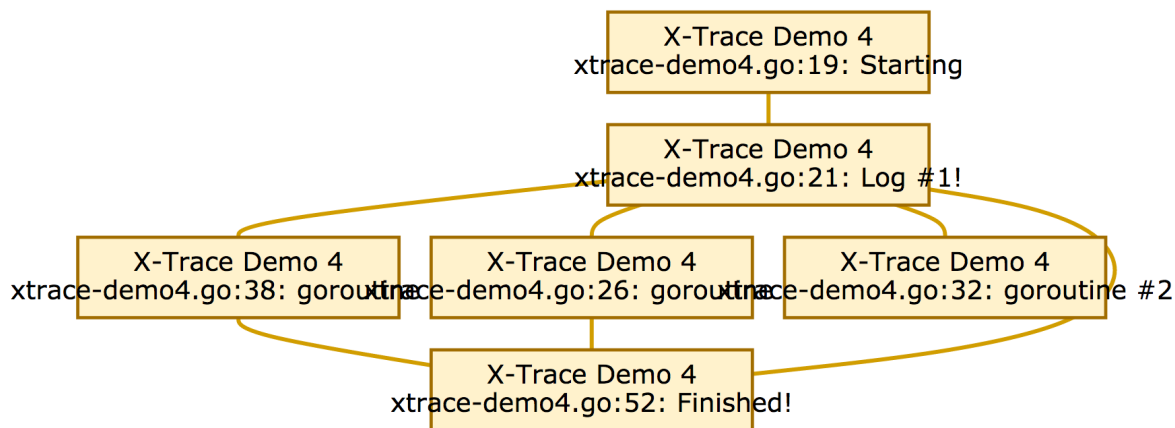 X-Trace Demo 4
xtrace-demo4.go:19: Starting
X-Trace Demo 4
xtrace-demo4.go:21: Log #1!
X-Trace Demo 4
xtrace-demo4.go:38: goroutine
X-Trace Demo 4
xtrace-demo4.go:26: goroutine
X-Trace Demo 4
xtrace-demo4.go:32: goroutine #2
X-Trace Demo 4
xtrace-demo4.go:52: Finished!